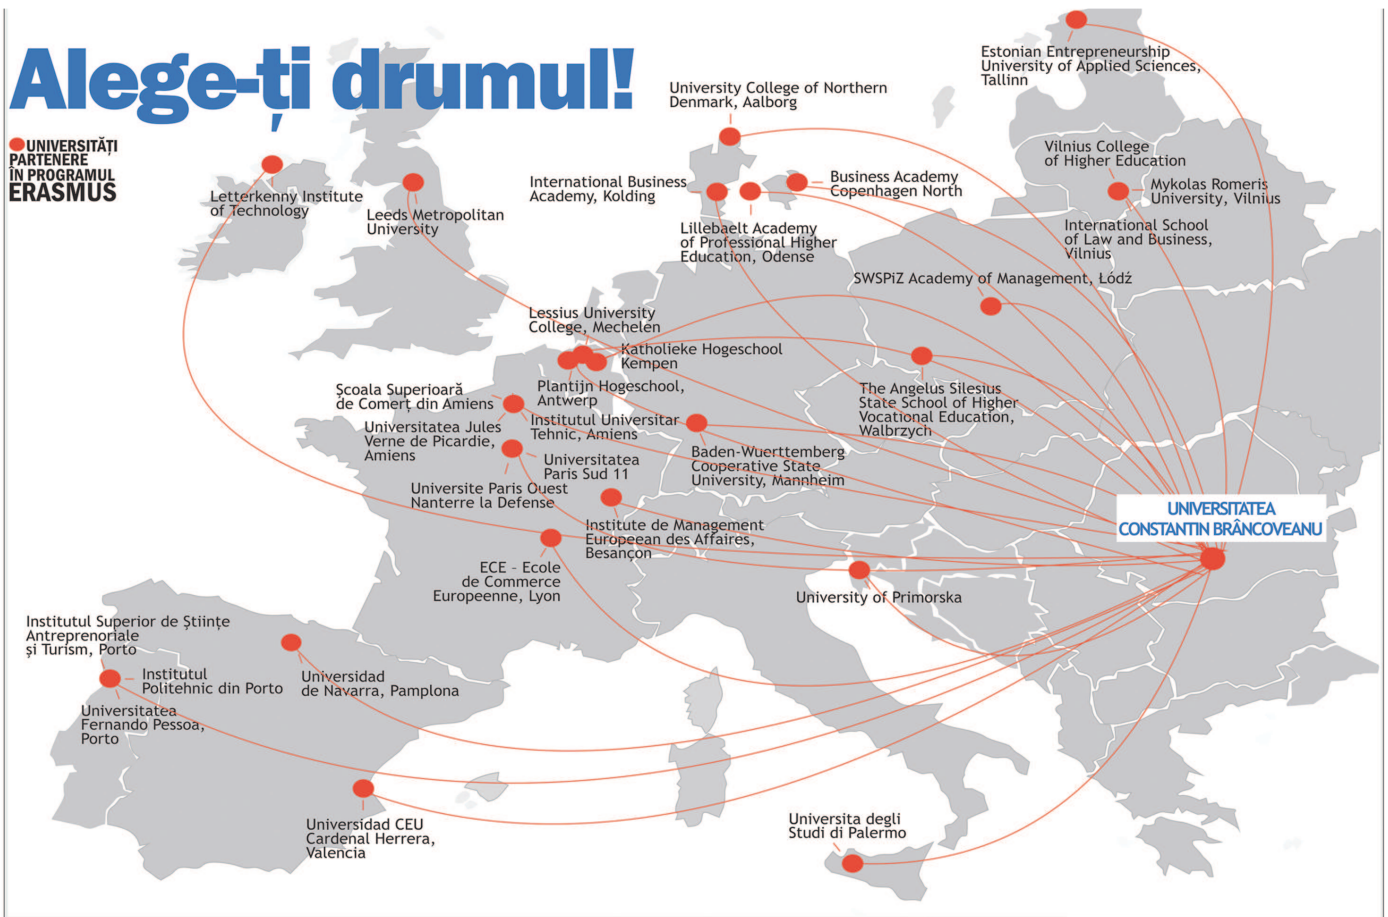 Alege-ți drumul!
UNIVERSITĂȚI
PARTENERE
ÎN PROGRAMUL
ERASMUS
Estonian Entrepreneurship
University of Applied Sciences,
Tallinn
University College of Northern
Denmark, Aalborg
Vilnius College
of Higher Education
International Business
Academy, Kolding
Business Academy
Copenhagen North
Mykolas Romeris
University, Vilnius
Letterkenny Institute
of Technology
Leeds Metropolitan
University
Lillebaelt Academy
of Professional Higher
Education, Odense
International School
of Law and Business,
Vilnius
SWSPiZ Academy of Management, Łódź
Lessius University
College, Mechelen
Katholieke Hogeschool
Kempen
Plantijn Hogeschool,
Antwerp
Școala Superioară
de Comerț din Amiens
The Angelus Silesius
State School of Higher
Vocational Education,
Walbrzych
Universitatea Jules
Verne de Picardie,
Amiens
Institutul Universitar
Tehnic, Amiens
Universitatea
Paris Sud 11
Baden-Wuerttemberg
Cooperative State
University, Mannheim
Universite Paris Ouest
Nanterre la Defense
UNIVERSITATEA
CONSTANTIN BRÂNCOVEANU
Institute de Management
Europeean des Affaires,
Besançon
ECE - Ecole
de Commerce
Europeenne, Lyon
University of Primorska
Institutul Superior de Științe
Antreprenoriale
și Turism, Porto
Institutul
Politehnic din Porto
Universidad
de Navarra, Pamplona
Universitatea
Fernando Pessoa,
Porto
Universidad CEU
Cardenal Herrera,
Valencia
Universita degli
Studi di Palermo